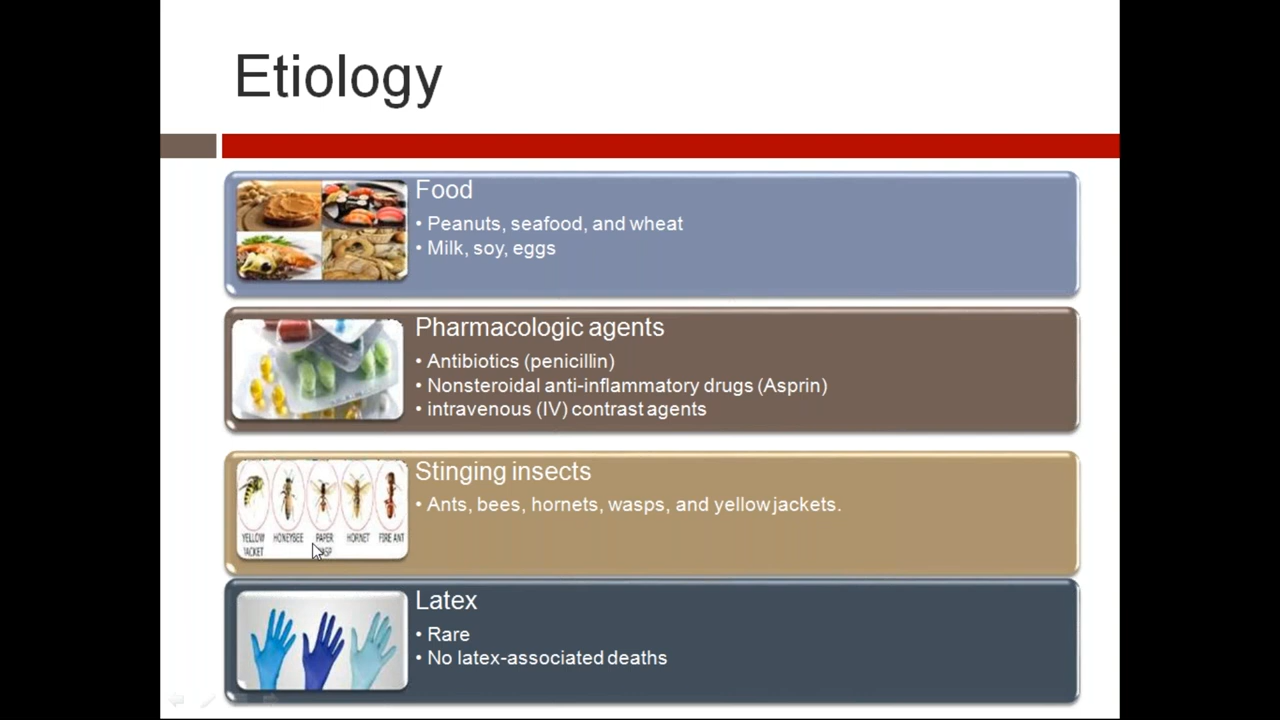 Etiology
Food
• Peanuts, seafood, and wheat
• Milk, soy, eggs
Pharmacologic agents
• Antibiotics (penicillin)
• Nonsteroidal anti-inflammatory drugs (Asprin)
• intravenous (IV) contrast agents
Stinging insects
• Ants, bees, hornets, wasps, and yellow jackets.
YELLOW HONEYBEE PAPER HORNET FIRE ANT
JACKET
Latex
• Rare
• No latex-associated deaths